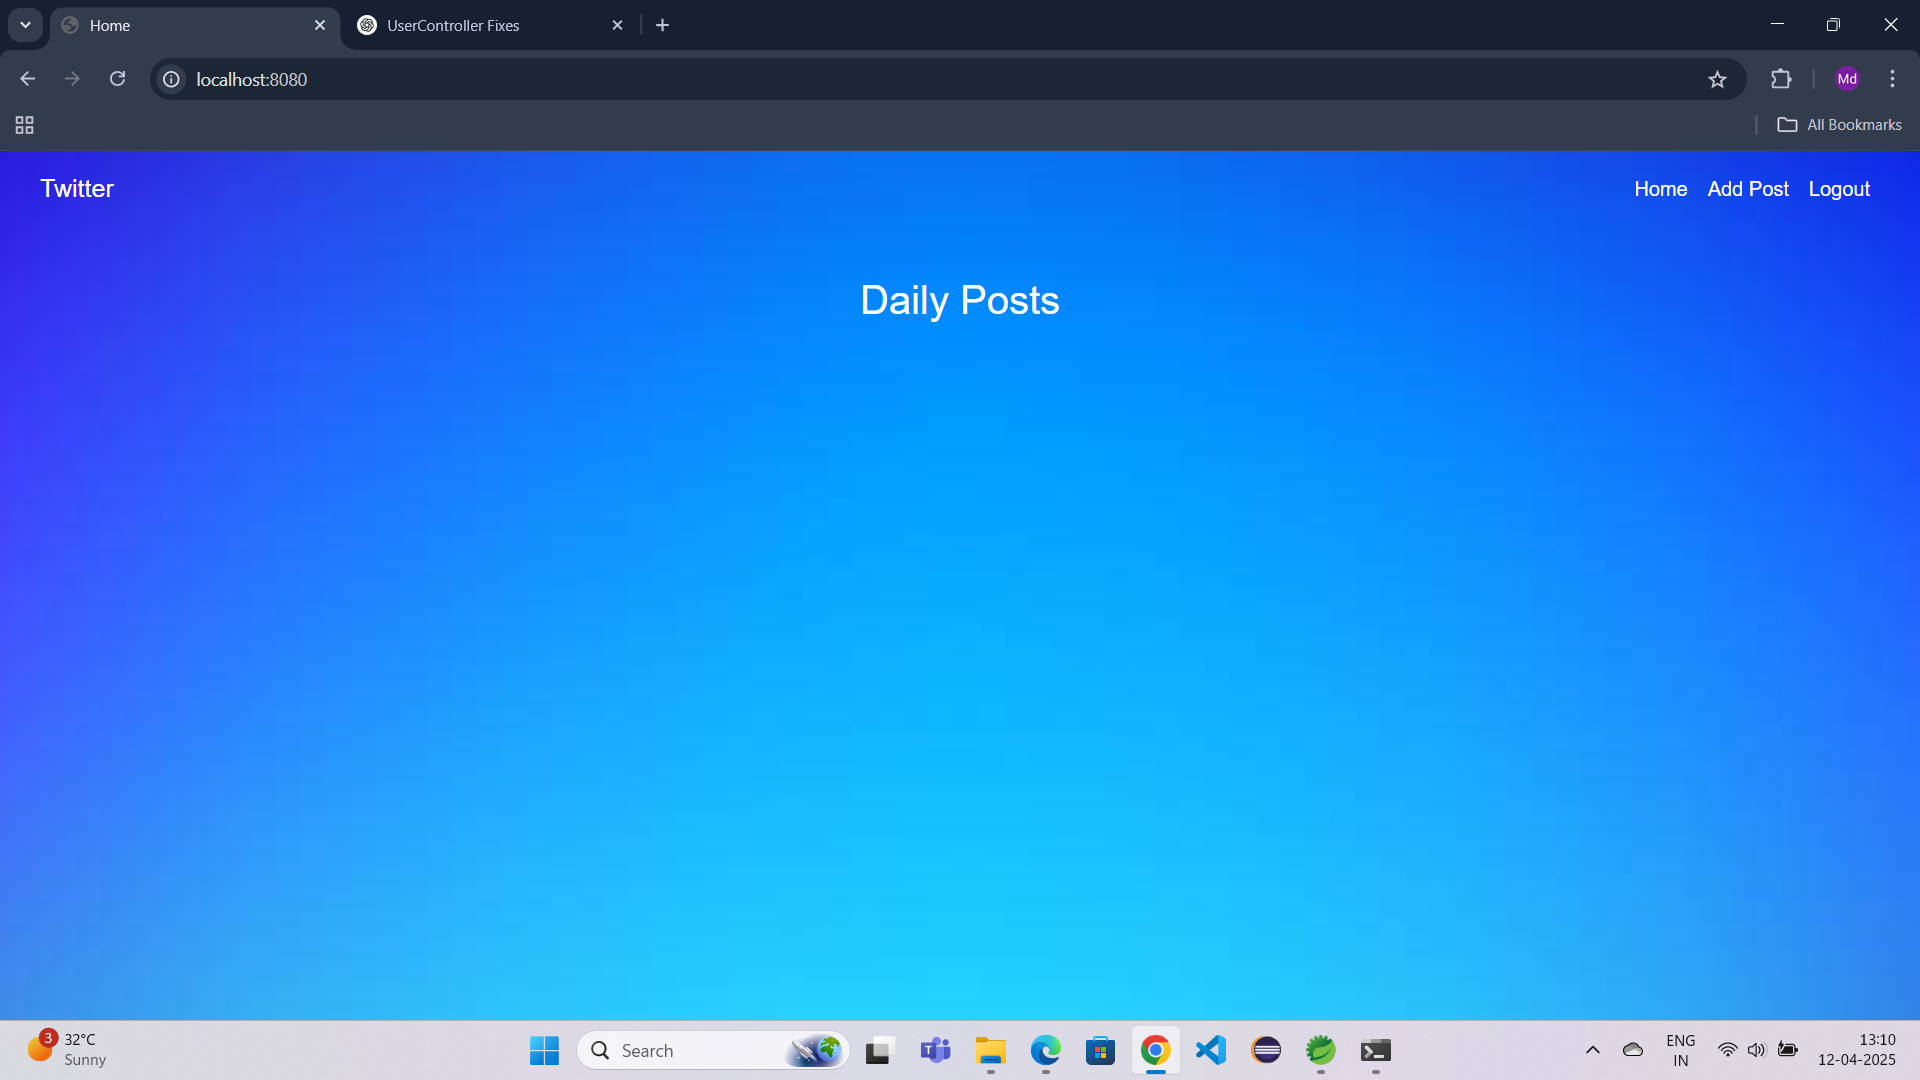 Home
UserController Fixes
localhost:8080
Md
All Bookmarks
Twitter
Home
Add Post
Logout
Daily Posts
3
32°C
Sunny
Search
T
ENG
IN
13:10
12-04-2025